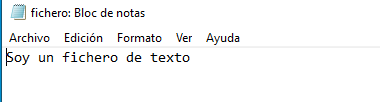 fichero: Bloc de notas
Archivo Edición Formato Ver Ayuda
Soy un fichero de texto